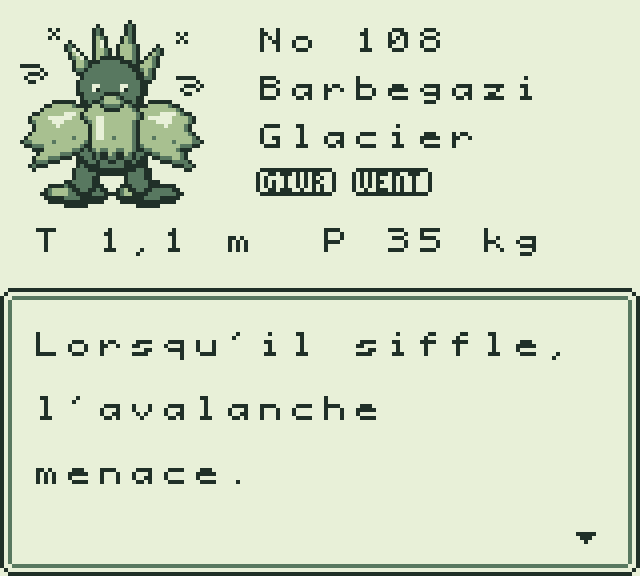 No 108
Barbegazi
Glacier
GIVR VENT
T 1,1 m P 35 kg
Lorsqu'il siffle,
l'avalanche
menace.